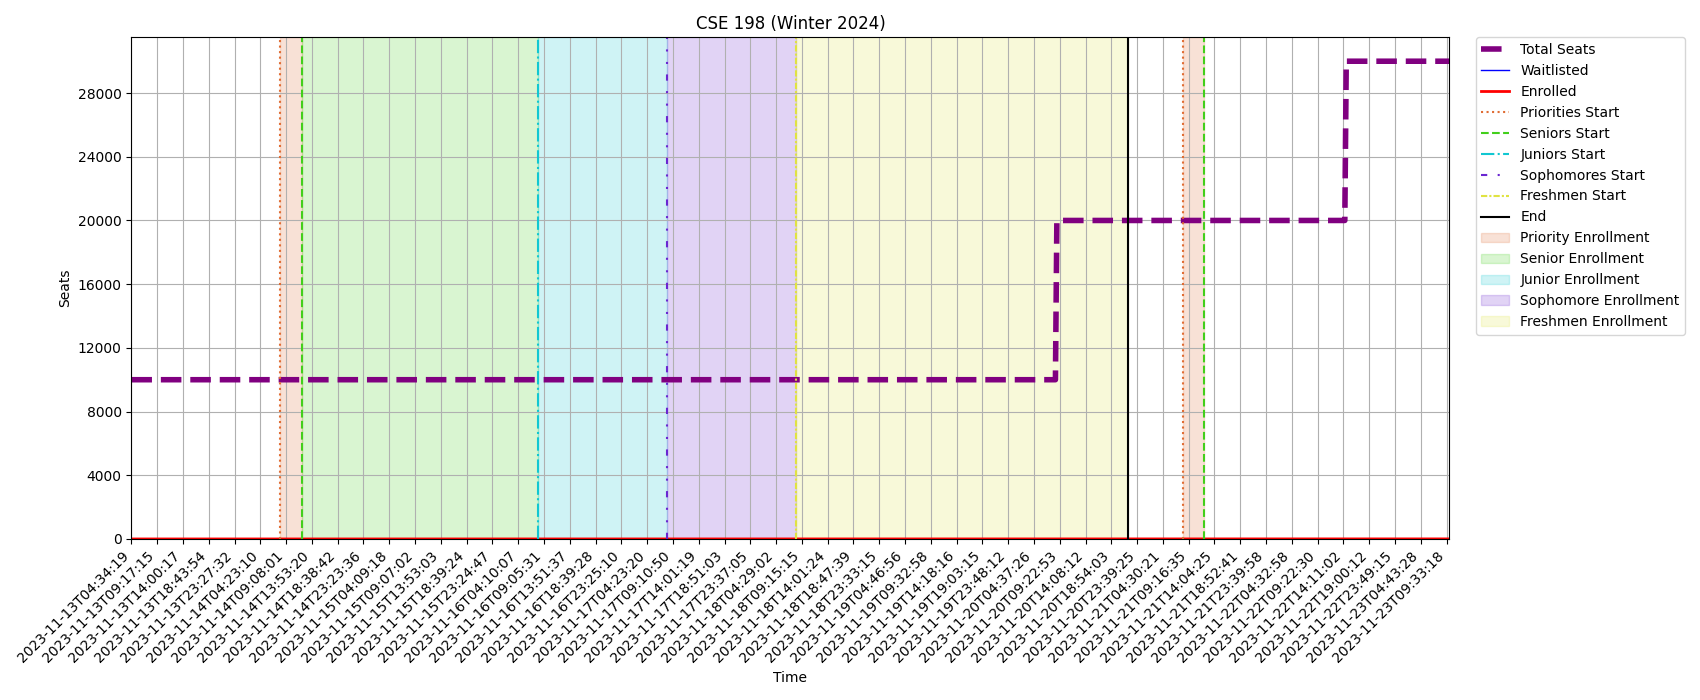 CSE 198 (Winter 2024)
Seats
28000
24000
20000
16000
12000
8000
4000
0
2023-11-13T04:34:19
2023-11-13T09:17:15
2023-11-13T14:00:17
2023-11-13T18:43:54
2023-11-13T23:27:32
2023-11-14T04:23:10
2023-11-14T09:08:01
2023-11-14T13:53:20
2023-11-14T18:38:42
2023-11-14T23:23:36
2023-11-15T04:09:18
2023-11-15T09:07:02
2023-11-15T13:53:03
2023-11-15T18:39:24
2023-11-15T23:24:47
2023-11-16T04:10:07
2023-11-16T09:05:31
2023-11-16T13:51:37
2023-11-16T18:39:28
2023-11-16T23:25:10
2023-11-17T04:23:20
2023-11-17T09:10:50
2023-11-17T14:01:19
2023-11-17T18:51:03
2023-11-17T23:37:05
2023-11-18T04:29:02
2023-11-18T09:15:15
2023-11-18T14:01:24
2023-11-18T18:47:39
2023-11-18T23:33:15
2023-11-19T04:46:56
2023-11-19T09:32:58
2023-11-19T14:18:16
2023-11-19T19:03:15
2023-11-19T23:48:12
2023-11-20T04:37:26
2023-11-20T09:22:53
2023-11-20T14:08:12
2023-11-20T18:54:03
2023-11-20T23:39:25
2023-11-21T04:30:21
2023-11-21T09:16:35
2023-11-21T14:04:25
2023-11-21T18:52:41
2023-11-21T23:39:58
2023-11-22T04:32:58
2023-11-22T09:22:30
2023-11-22T14:11:02
2023-11-22T19:00:12
2023-11-22T23:49:15
2023-11-23T04:43:28
2023-11-23T09:33:18
Time
Total Seats
Waitlisted
Enrolled
Priorities Start
Seniors Start
Juniors Start
Sophomores Start
Freshmen Start
End
Priority Enrollment
Senior Enrollment
Junior Enrollment
Sophomore Enrollment
Freshmen Enrollment